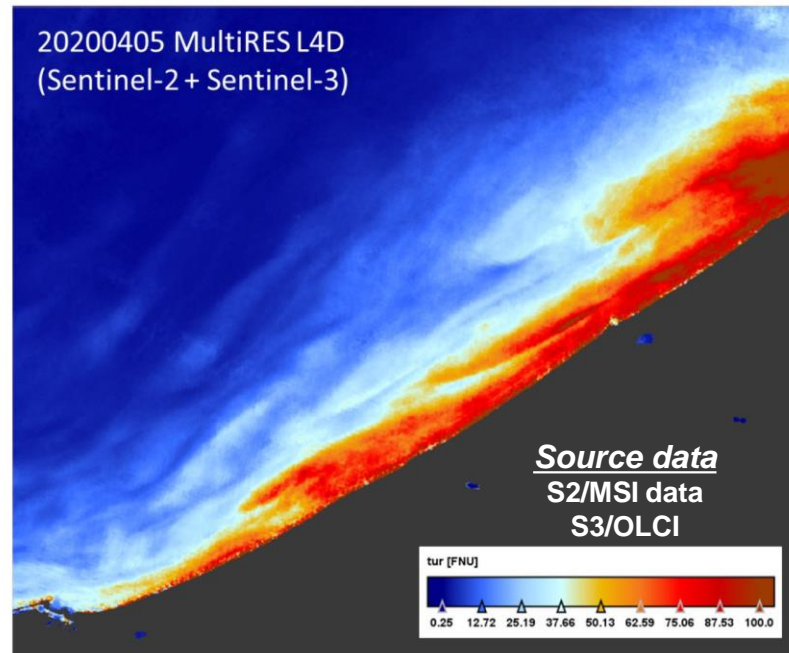 20200405 MultiRES L4D
(Sentinel-2 + Sentinel-3)
Source data
S2/MSI data
S3/OLCI
tur [FNU]
0.25 12.72 25.19 37.66 50.13 62.59 75.06 87.53 100.0